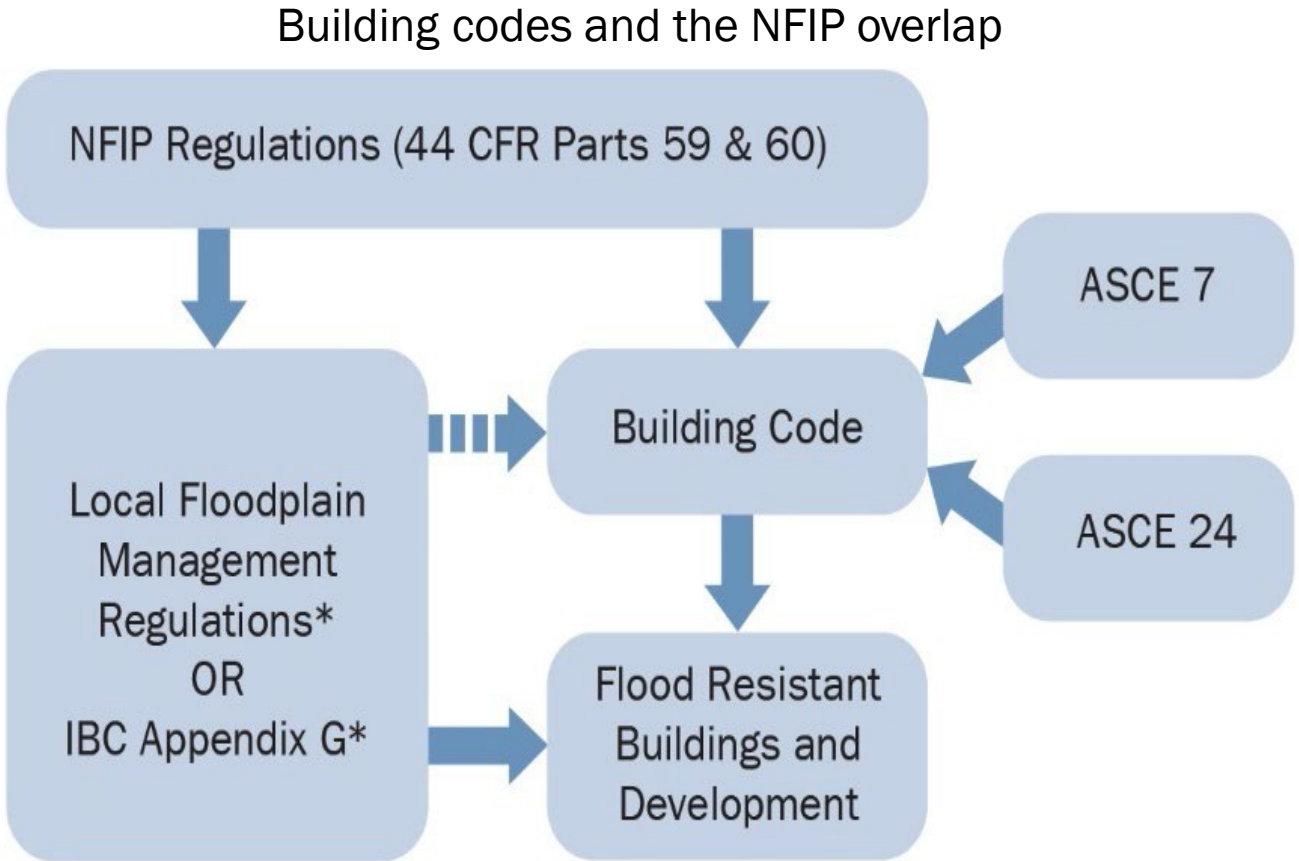 Building codes and the NFIP overlap
NFIP Regulations (44 CFR Parts 59 & 60)
ASCE 7
Building Code
Local Floodplain
Management
Regulations*
OR
IBC Appendix G*
ASCE 24
Flood Resistant
Buildings and
Development